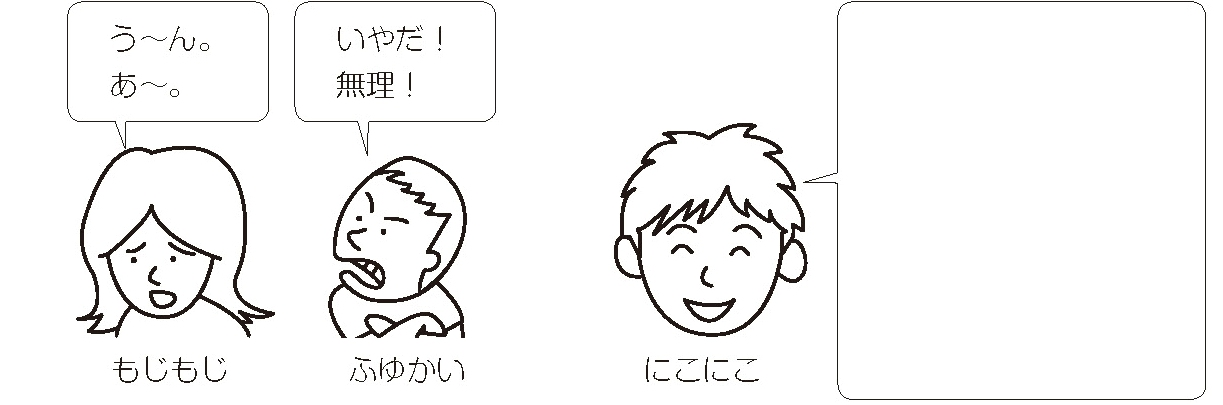 う〜ん。
あ〜。
いやだ！
無理！
もじもじ
ふゆかい
にこにこ